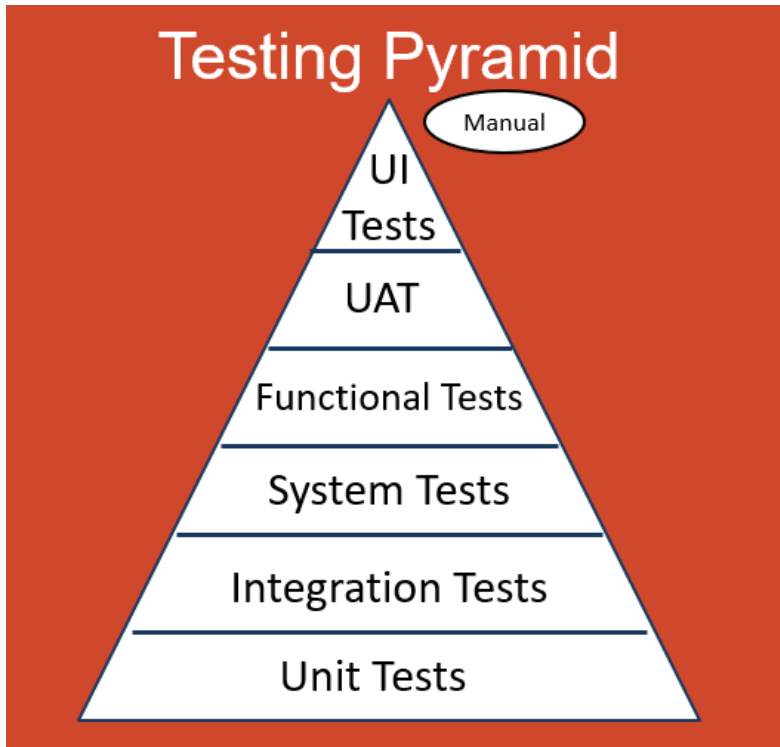 Testing Pyramid
Manual
UI
Tests
UAT
Functional Tests
System Tests
Integration Tests
Unit Tests